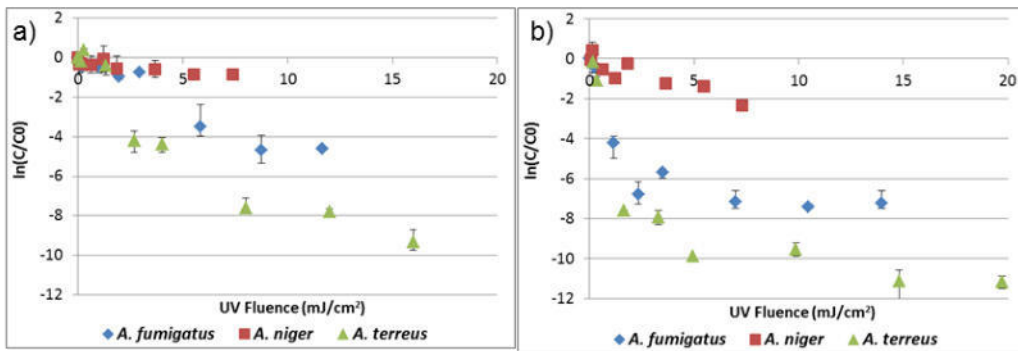 a)
2
0
-2
-4
-6
-8
-10
-12
0 5 10 15 20
ln(C/C0)
UV Fluence (mJ/cm²)
A. fumigatus A. niger A. terreus
b)
2
0
-2
-4
-6
-8
-10
-12
0 5 10 15 20
ln(C/C0)
UV Fluence (mJ/cm²)
A. fumigatus A. niger A. terreus